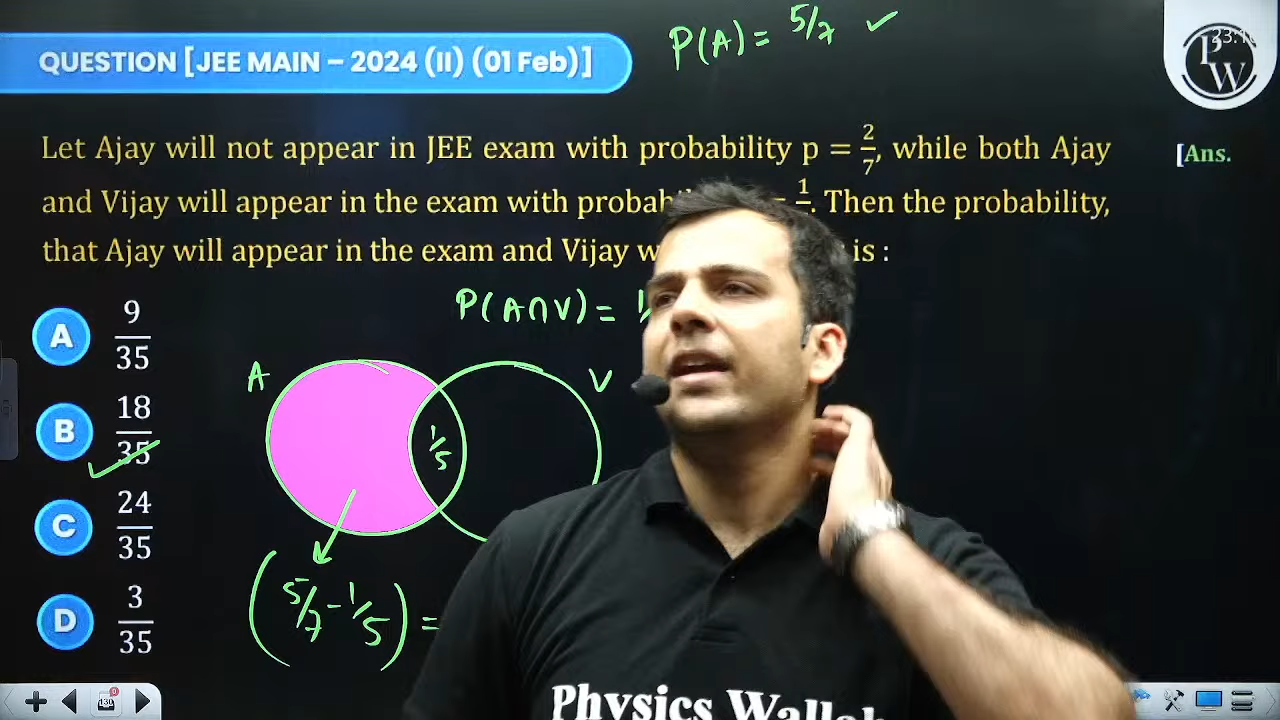 P(A) = 5/7 ✓
QUESTION [JEE MAIN – 2024 (II) (01 Feb)]
PW
Let Ajay will not appear in JEE exam with probability p = 2/7, while both Ajay
[Ans.
and Vijay will appear in the exam with = 1/. Then the probability,
that Ajay will appear in the exam and Vijay is :
P(A∩V) =
A 9/35
A
V
B 18/35
1/5
C 24/35
(5/7 - 1/5) =
D 3/35
Physics Wallah